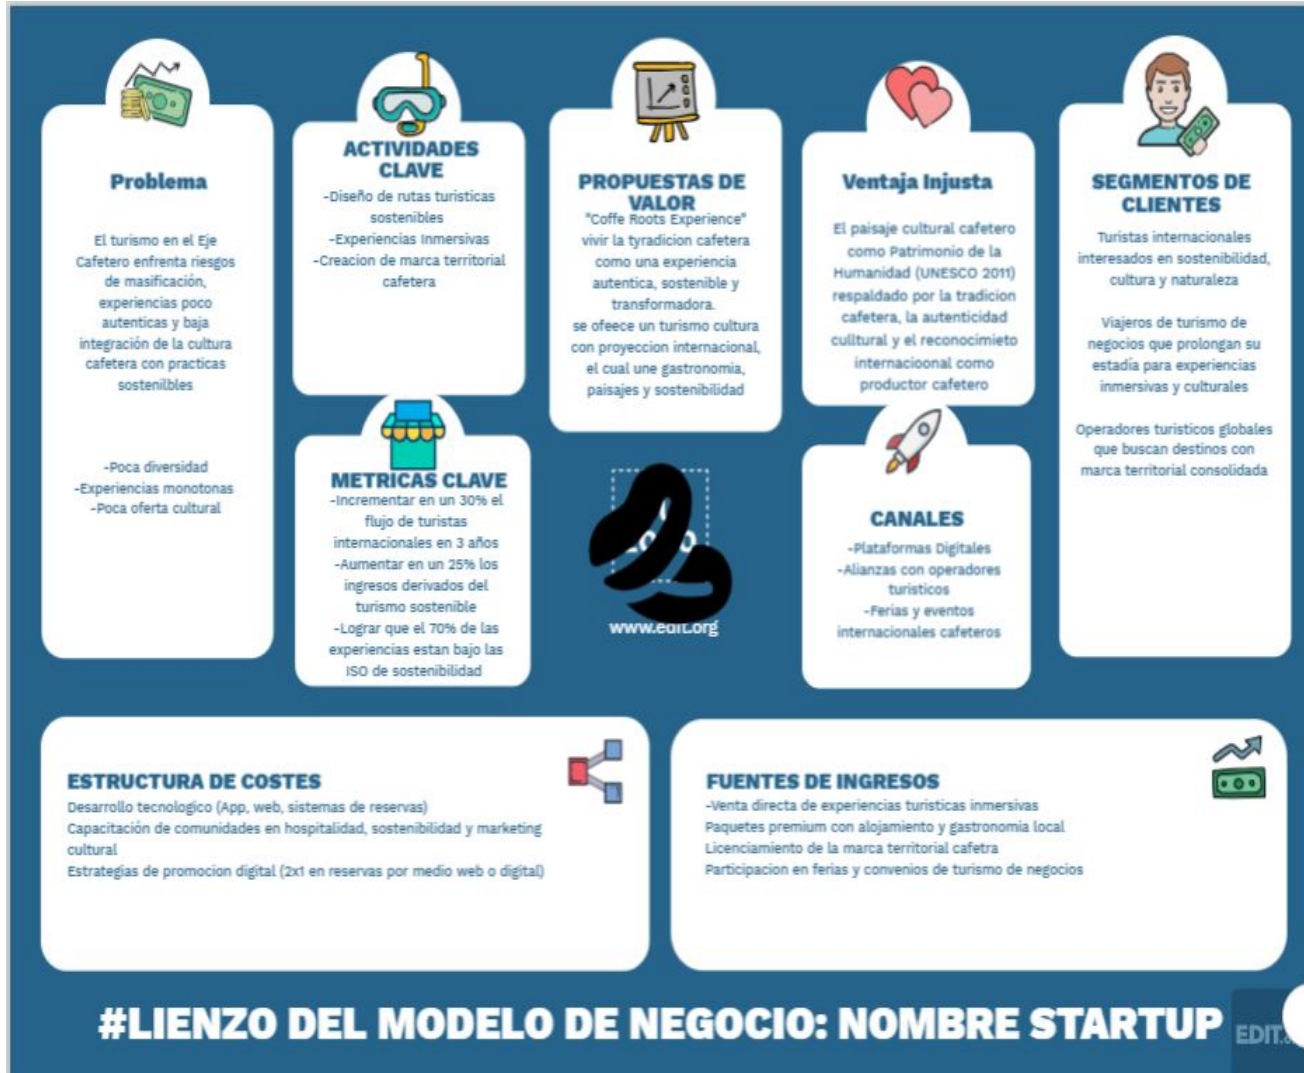 Problema
El turismo en el Eje
Cafetero enfrenta riesgos
de masificación,
experiencias poco
autenticas y baja
integración de la cultura
cafetera con practicas
sostenilbles
-Poca diversidad
-Experiencias monotonas
-Poca oferta cultural
ACTIVIDADES
CLAVE
-Diseño de rutas turisticas
sostenibles
-Experiencias Inmersivas
-Creacion de marca territorial
cafetera
METRICAS CLAVE
-Incrementar en un 30% el
flujo de turistas
internacionales en 3 años
-Aumentar en un 25% los
ingresos derivados del
turismo sostenible
-Lograr que el 70% de las
experiencias estan bajo las
ISO de sostenibilidad
PROPUESTAS DE
VALOR
"Coffe Roots Experience"
vivir la tyradicion cafetera
como una experiencia
autentica, sostenible y
transformadora.
se ofeece un turismo cultura
con proyeccion internacional,
el cual une gastronomia,
paisajes y sostenibilidad
www.edit.org
Ventaja Injusta
El paisaje cultural cafetero
como Patrimonio de la
Humanidad (UNESCO 2011)
respaldado por la tradicion
cafetera, la autenticidad
culltural y el reconocimieto
internacioonal como
productor cafetero
CANALES
-Plataformas Digitales
-Alianzas con operadores
turisticos
-Ferias y eventos
internacionales cafeteros
SEGMENTOS DE
CLIENTES
Turistas internacionales
interesados en sostenibilidad,
cultura y naturaleza
Viajeros de turismo de
negocios que prolongan su
estadía para experiencias
inmersivas y culturales
Operadores turisticos globales
que buscan destinos con
marca territorial consolidada
ESTRUCTURA DE COSTES
Desarrollo tecnologico (App, web, sistemas de reservas)
Capacitación de comunidades en hospitalidad, sostenibilidad y marketing
cultural
Estrategias de promocion digital (2x1 en reservas por medio web o digital)
FUENTES DE INGRESOS
-Venta directa de experiencias turisticas inmersivas
Paquetes premium con alojamiento y gastronomia local
Licenciamiento de la marca territorial cafetra
Participacion en ferias y convenios de turismo de negocios
#LIENZO DEL MODELO DE NEGOCIO: NOMBRE STARTUP
EDIT